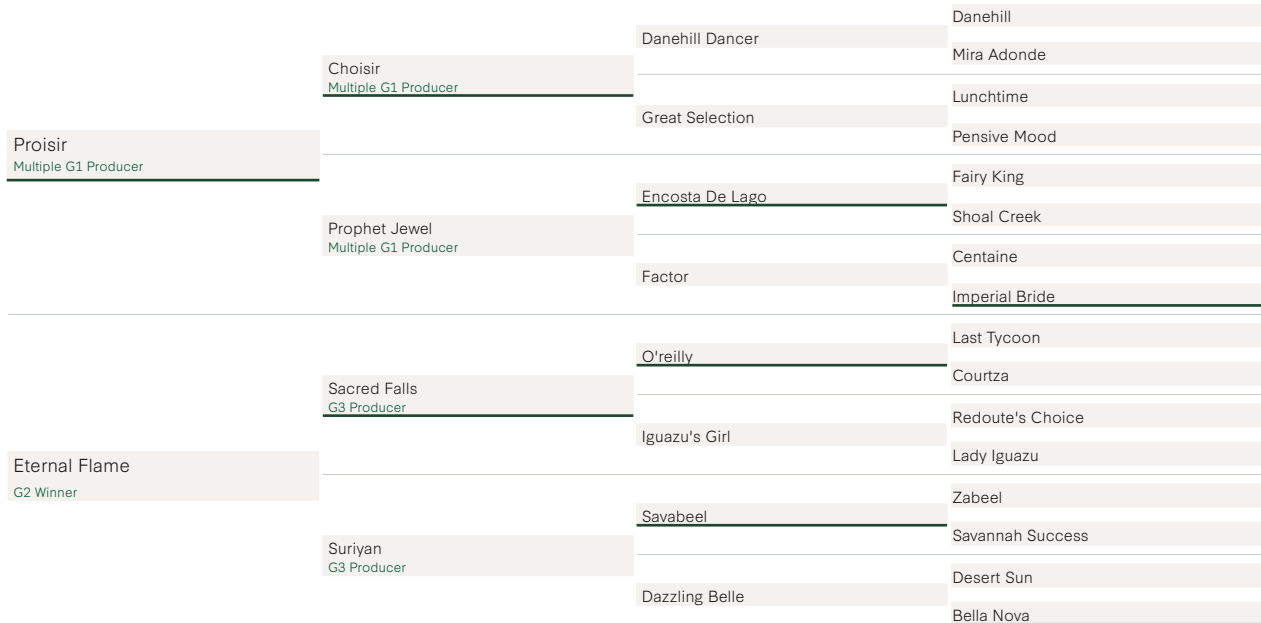 Proisir
Multiple G1 Producer
Eternal Flame
G2 Winner
Choisir
Multiple G1 Producer
Prophet Jewel
Multiple G1 Producer
Sacred Falls
G3 Producer
Suriyan
G3 Producer
Danehill Dancer
Great Selection
Encosta De Lago
Factor
O'reilly
Iguazu's Girl
Savabeel
Dazzling Belle
Danehill
Mira Adonde
Lunchtime
Pensive Mood
Fairy King
Shoal Creek
Centaine
Imperial Bride
Last Tycoon
Courtza
Redoute's Choice
Lady Iguazu
Zabeel
Savannah Success
Desert Sun
Bella Nova